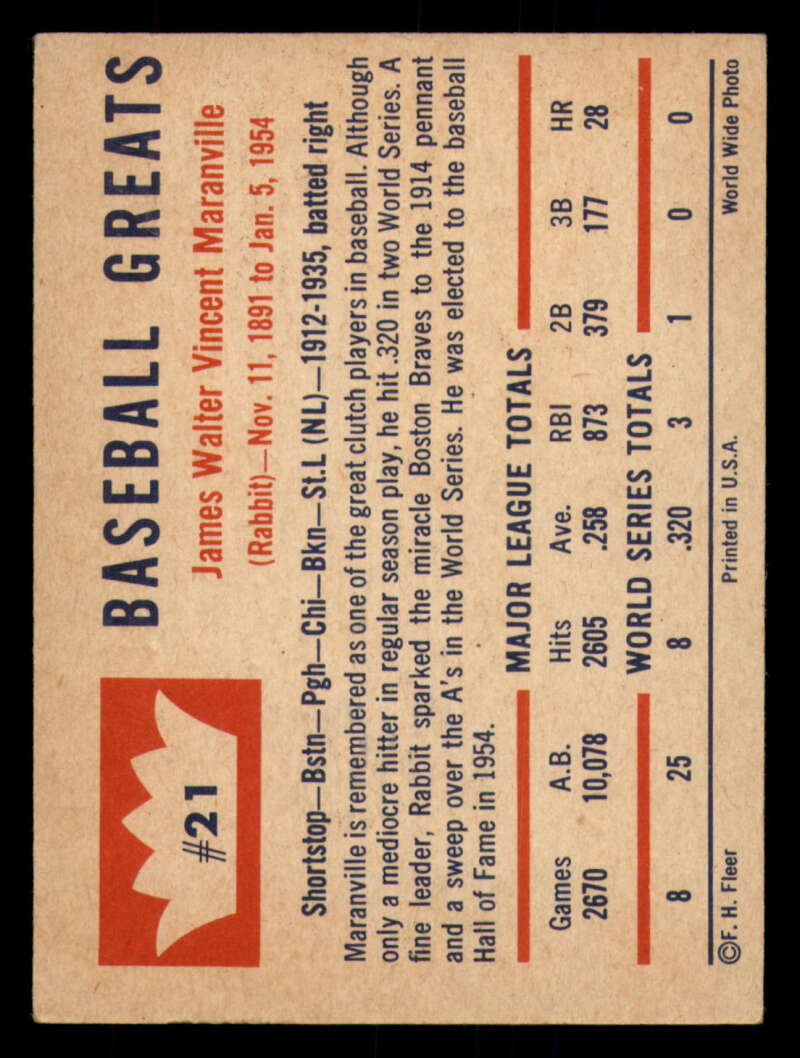 #21
BASEBALL GREATS
James Walter Vincent Maranville
(Rabbit)—Nov. 11, 1891 to Jan. 5, 1954
Shortstop—Bstn—Pgh—Chi—Bkn—St.L (NL)—1912-1935, batted right
Maranville is remembered as one of the great clutch players in baseball. Although
only a mediocre hitter in regular season play, he hit .320 in two World Series. A
fine leader, Rabbit sparked the miracle Boston Braves to the 1914 pennant
and a sweep over the A's in the World Series. He was elected to the baseball
Hall of Fame in 1954.
MAJOR LEAGUE TOTALS
Games A.B. Hits Ave. RBI 2B 3B HR
2670 10,078 2605 .258 873 379 177 28
WORLD SERIES TOTALS
8 25 8 .320 3 1 0 0
©F. H. Fleer Printed in U.S.A. World Wide Photo